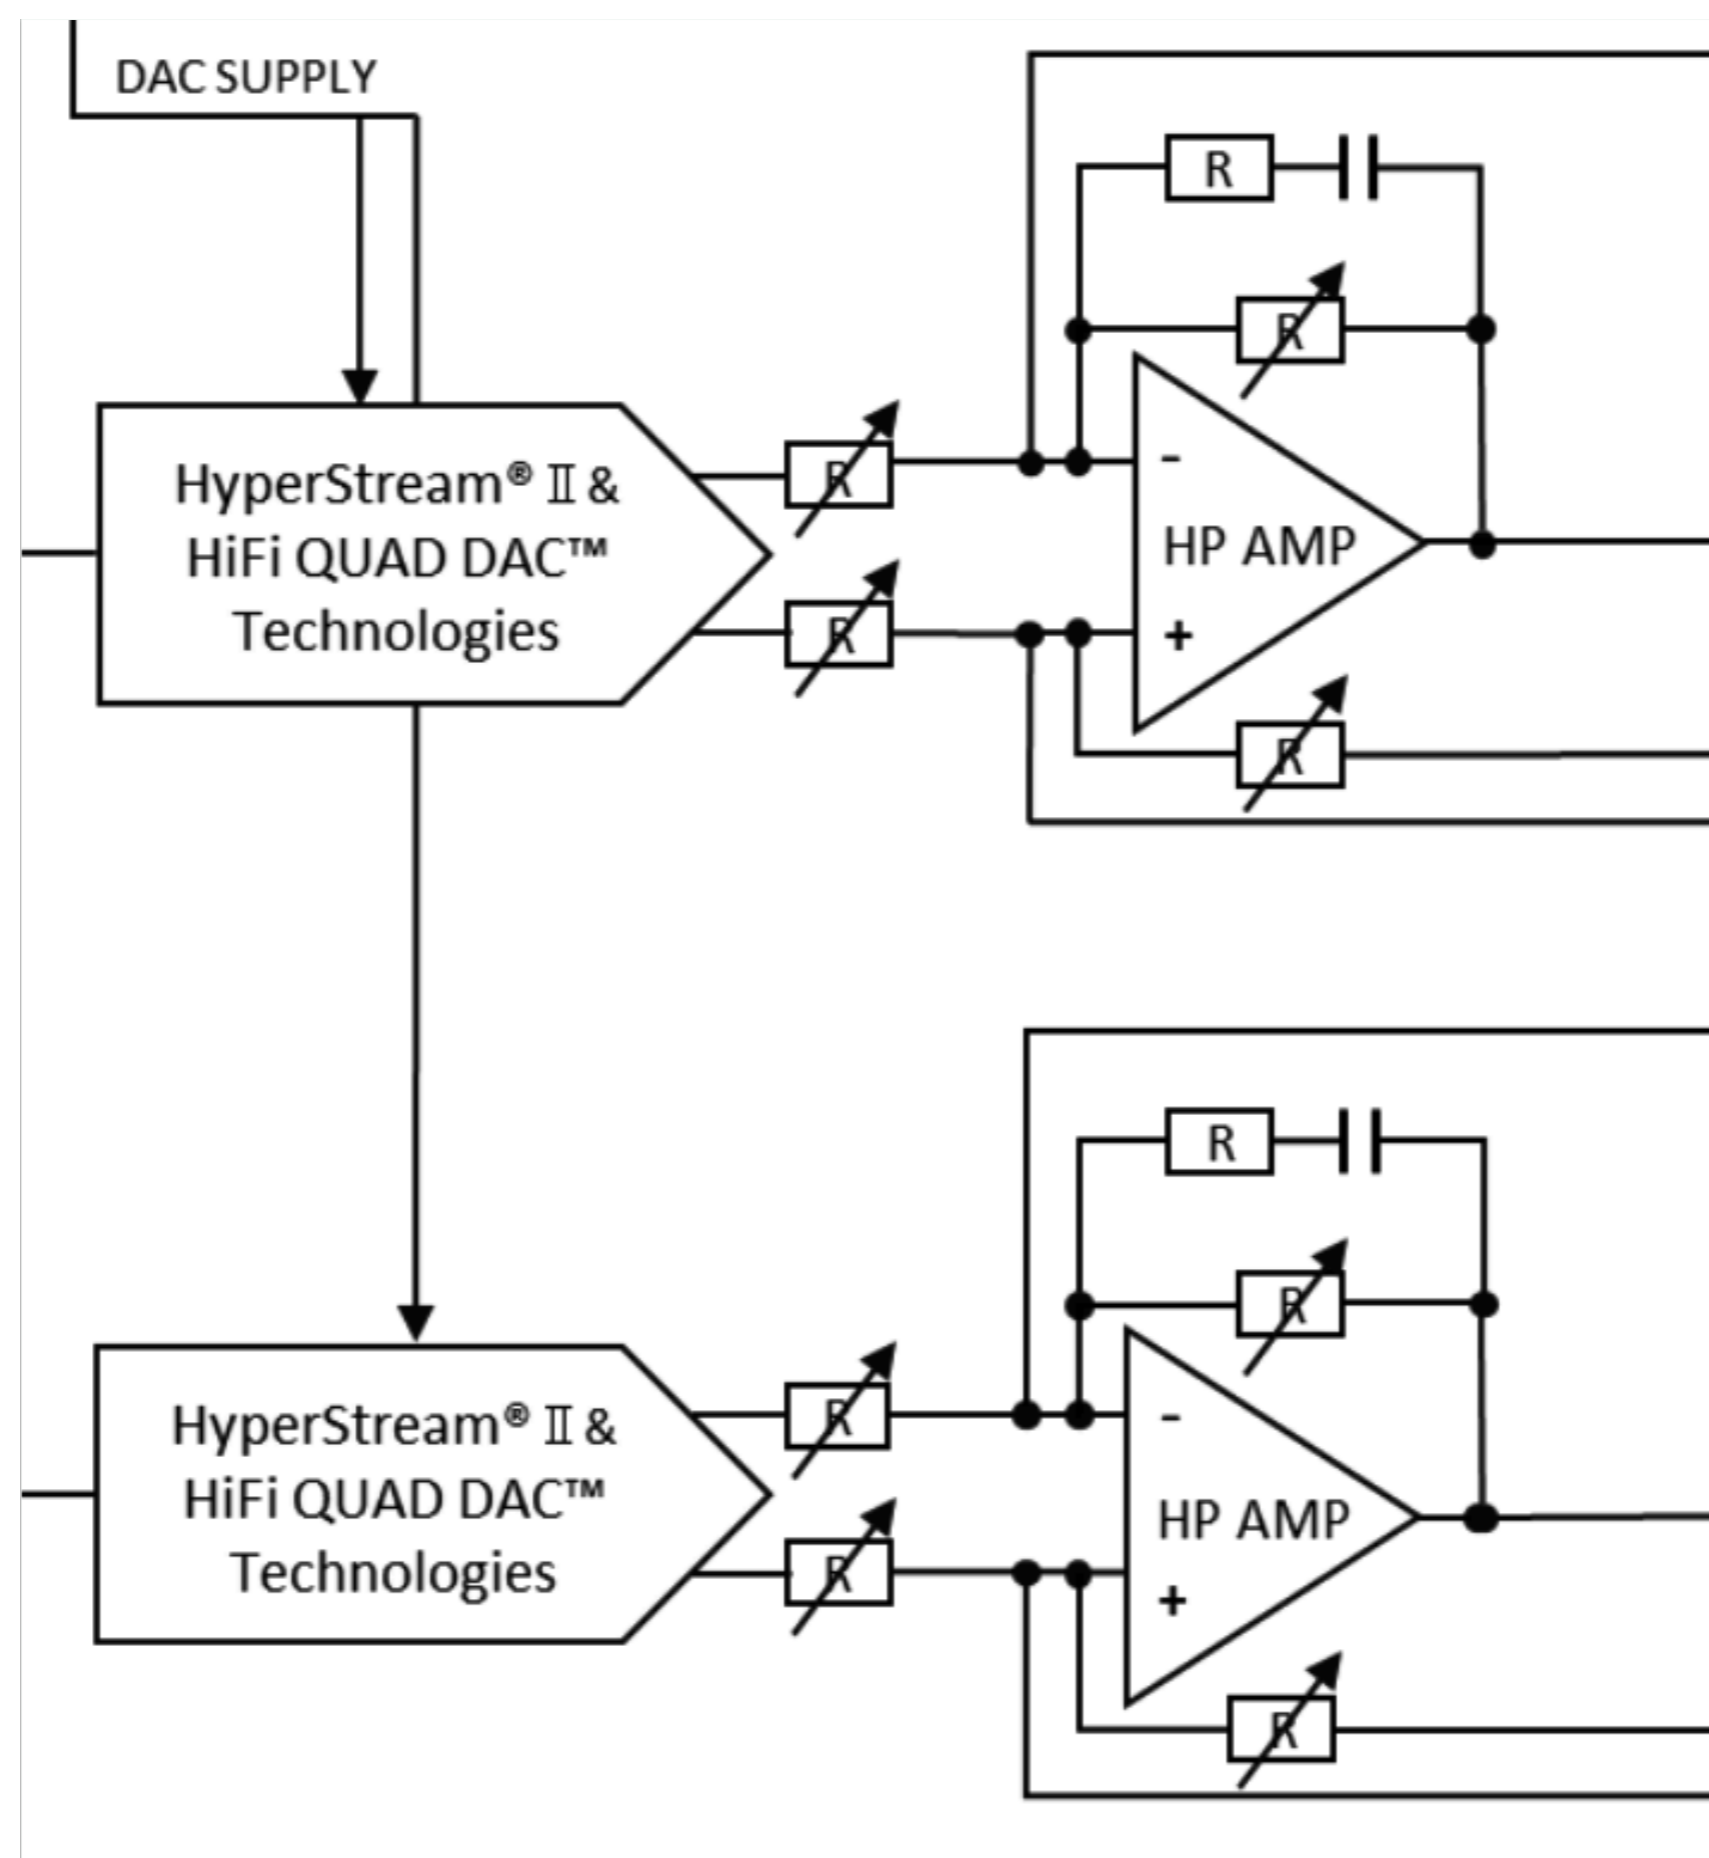 DAC SUPPLY
R
R
HyperStream® Ⅱ &
HiFi QUAD DAC™
Technologies
R
R
-
HP AMP
+
R
R
R
HyperStream® Ⅱ &
HiFi QUAD DAC™
Technologies
R
R
-
HP AMP
+
R